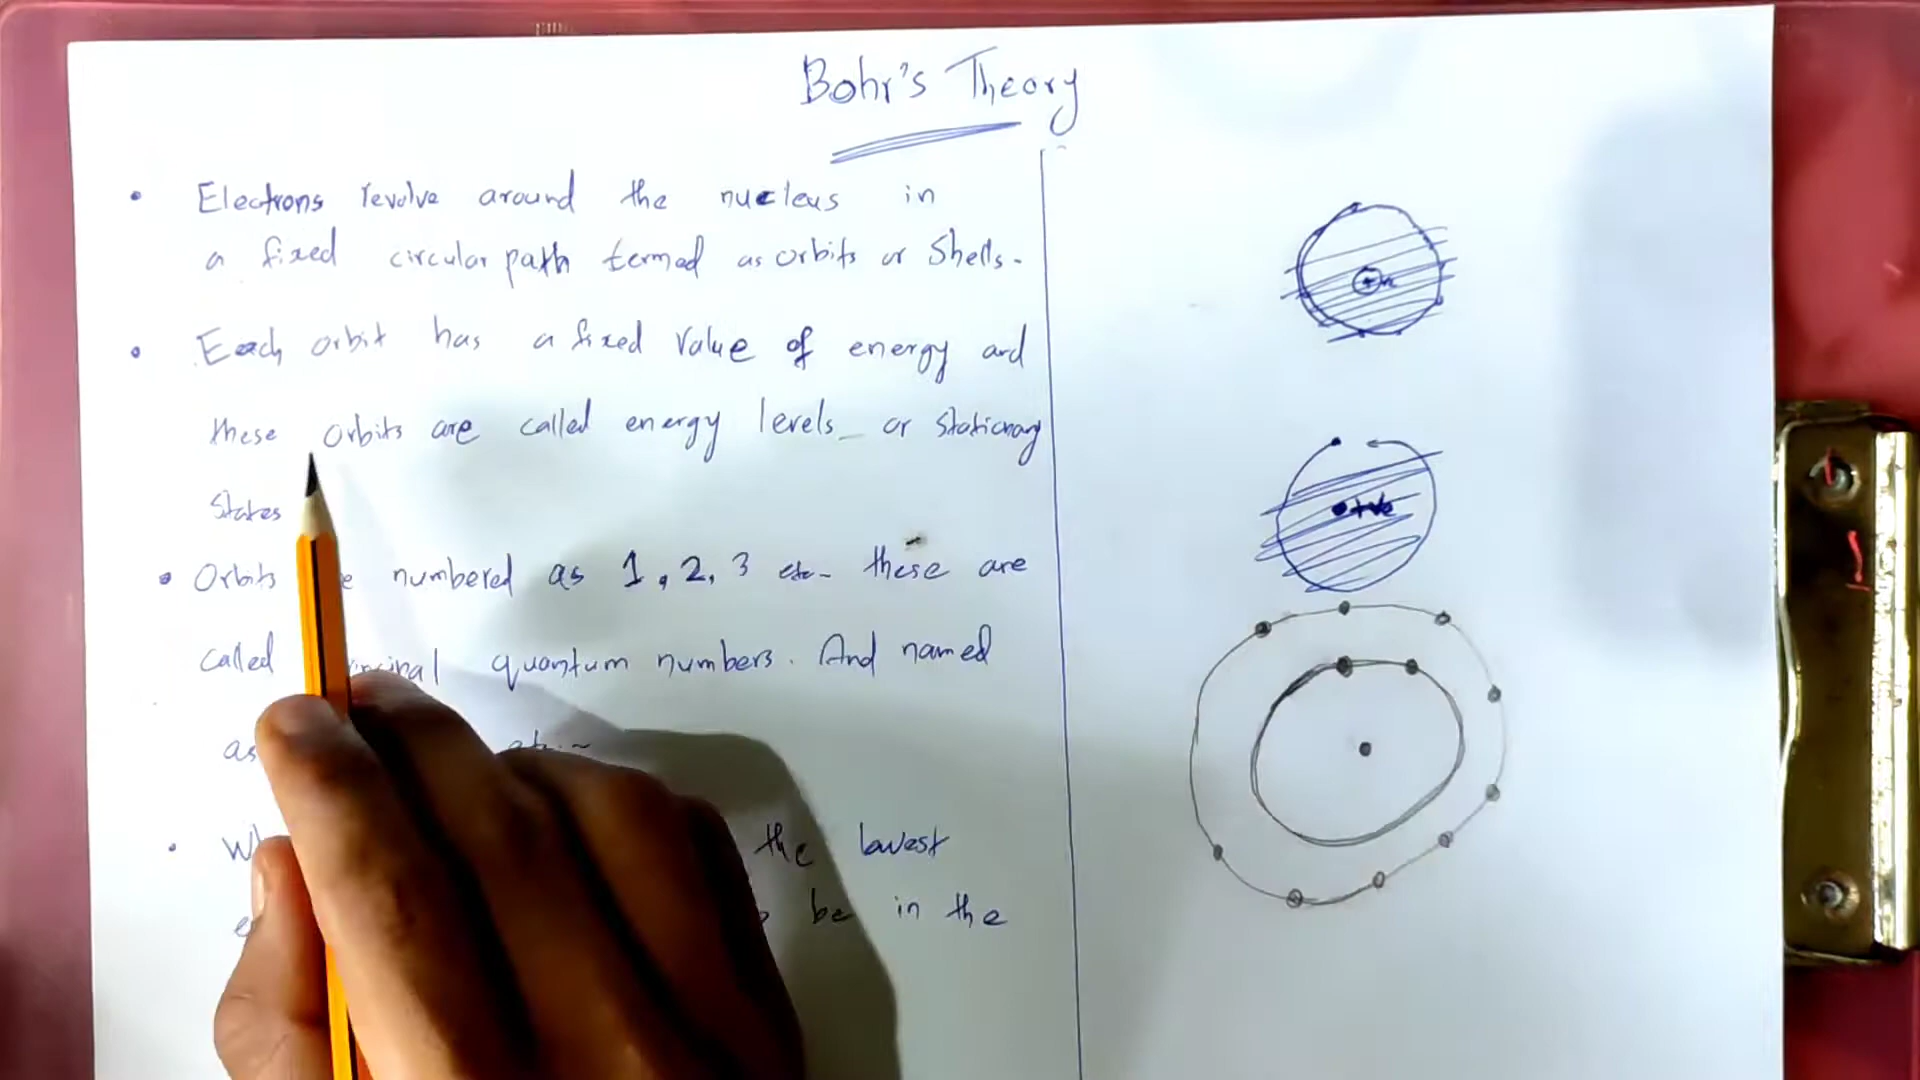 Bohr's Theory
• Electrons revolve around the nucleus in
a fixed circular path termed as orbits or Shells.
• Each orbit has a fixed value of energy and
these orbits are called energy levels or stationary
states
• Orbits numbered as 1, 2, 3 etc. these are
called quantum numbers. And named
as
the lowest
be in the
+ve